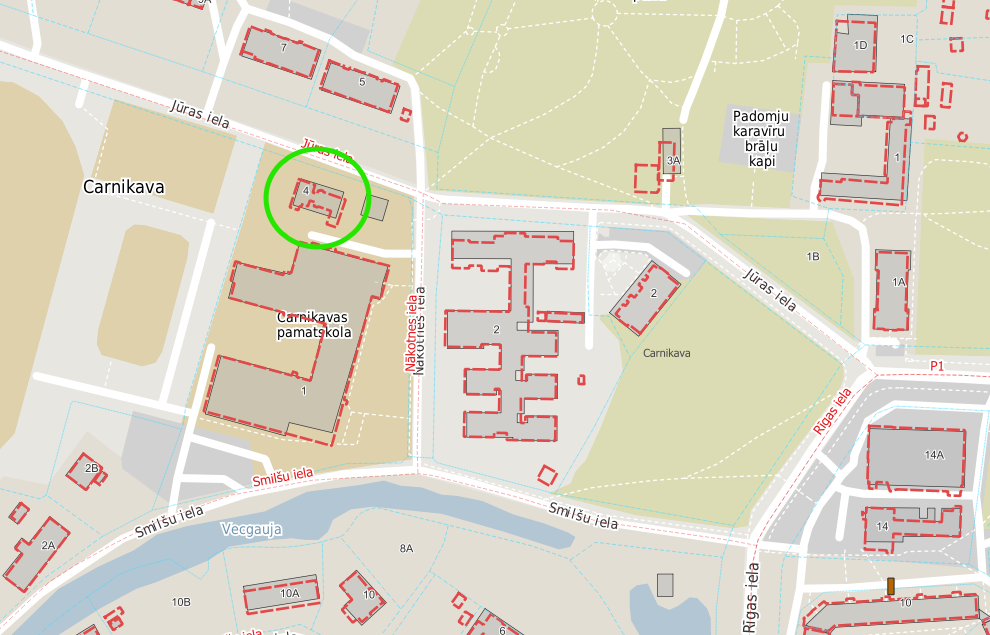 9A
7
5
Jūras iela
Jūras iela
Carnikava
4
Padomju
karavīru
brāļu
kapi
1D
1C
3A
1
1B
1A
Jūras iela
Carnikavas
pamatskola
1
Nākotnes iela
Nākotnes iela
2
2
Carnikava
P1
Rīgas iela
14A
14
2B
2A
Smilšu iela
Smilšu iela
Smilšu iela
Vecgauja
8A
10B
10A
10
6
Rīgas iela
10